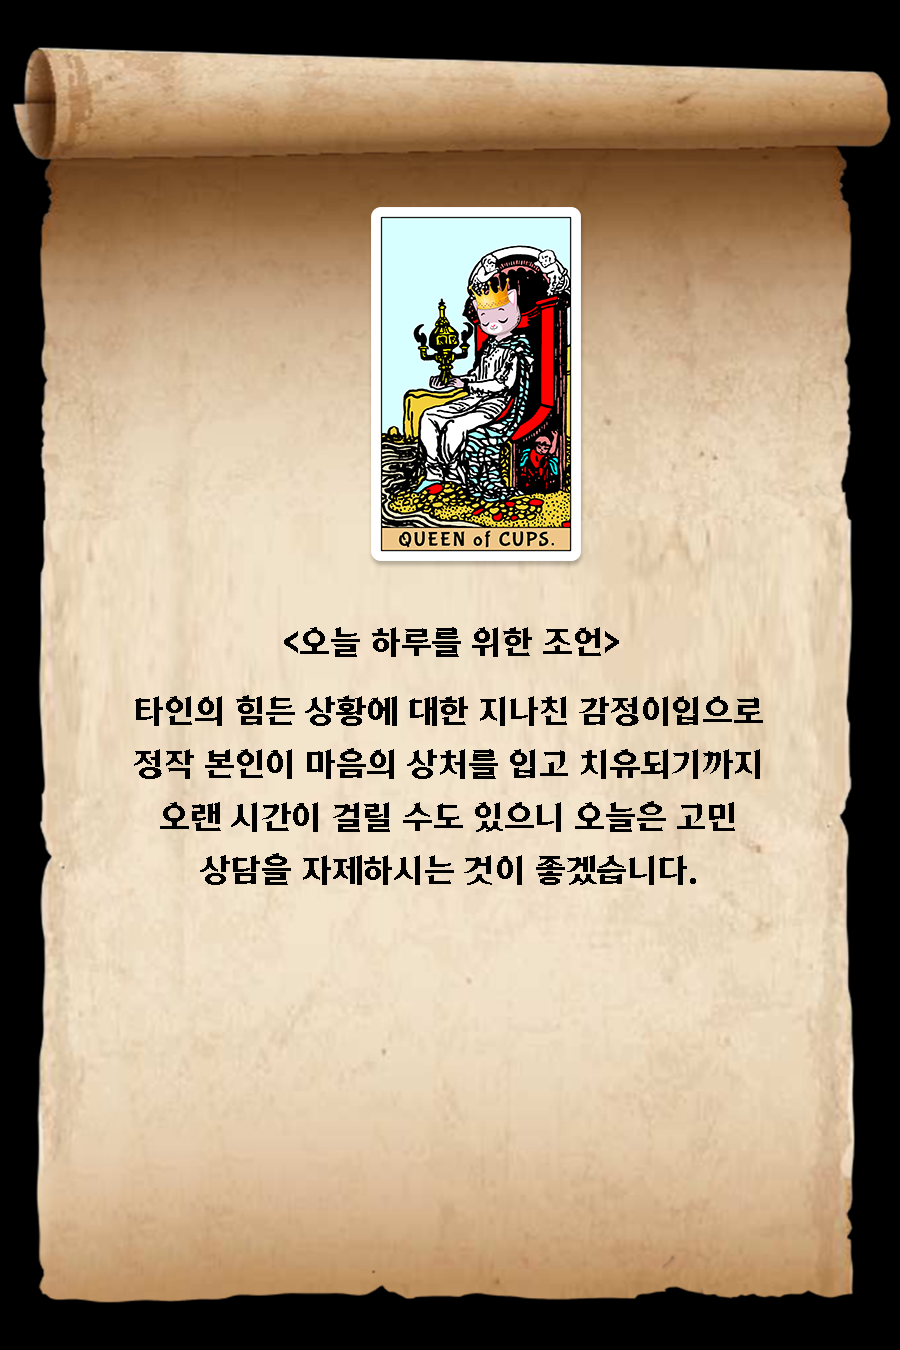 QUEEN of CUPS.
<오늘 하루를 위한 조언>
타인의 힘든 상황에 대한 지나친 감정이입으로
정작 본인이 마음의 상처를 입고 치유되기까지
오랜 시간이 걸릴 수도 있으니 오늘은 고민
상담을 자제하시는 것이 좋겠습니다.